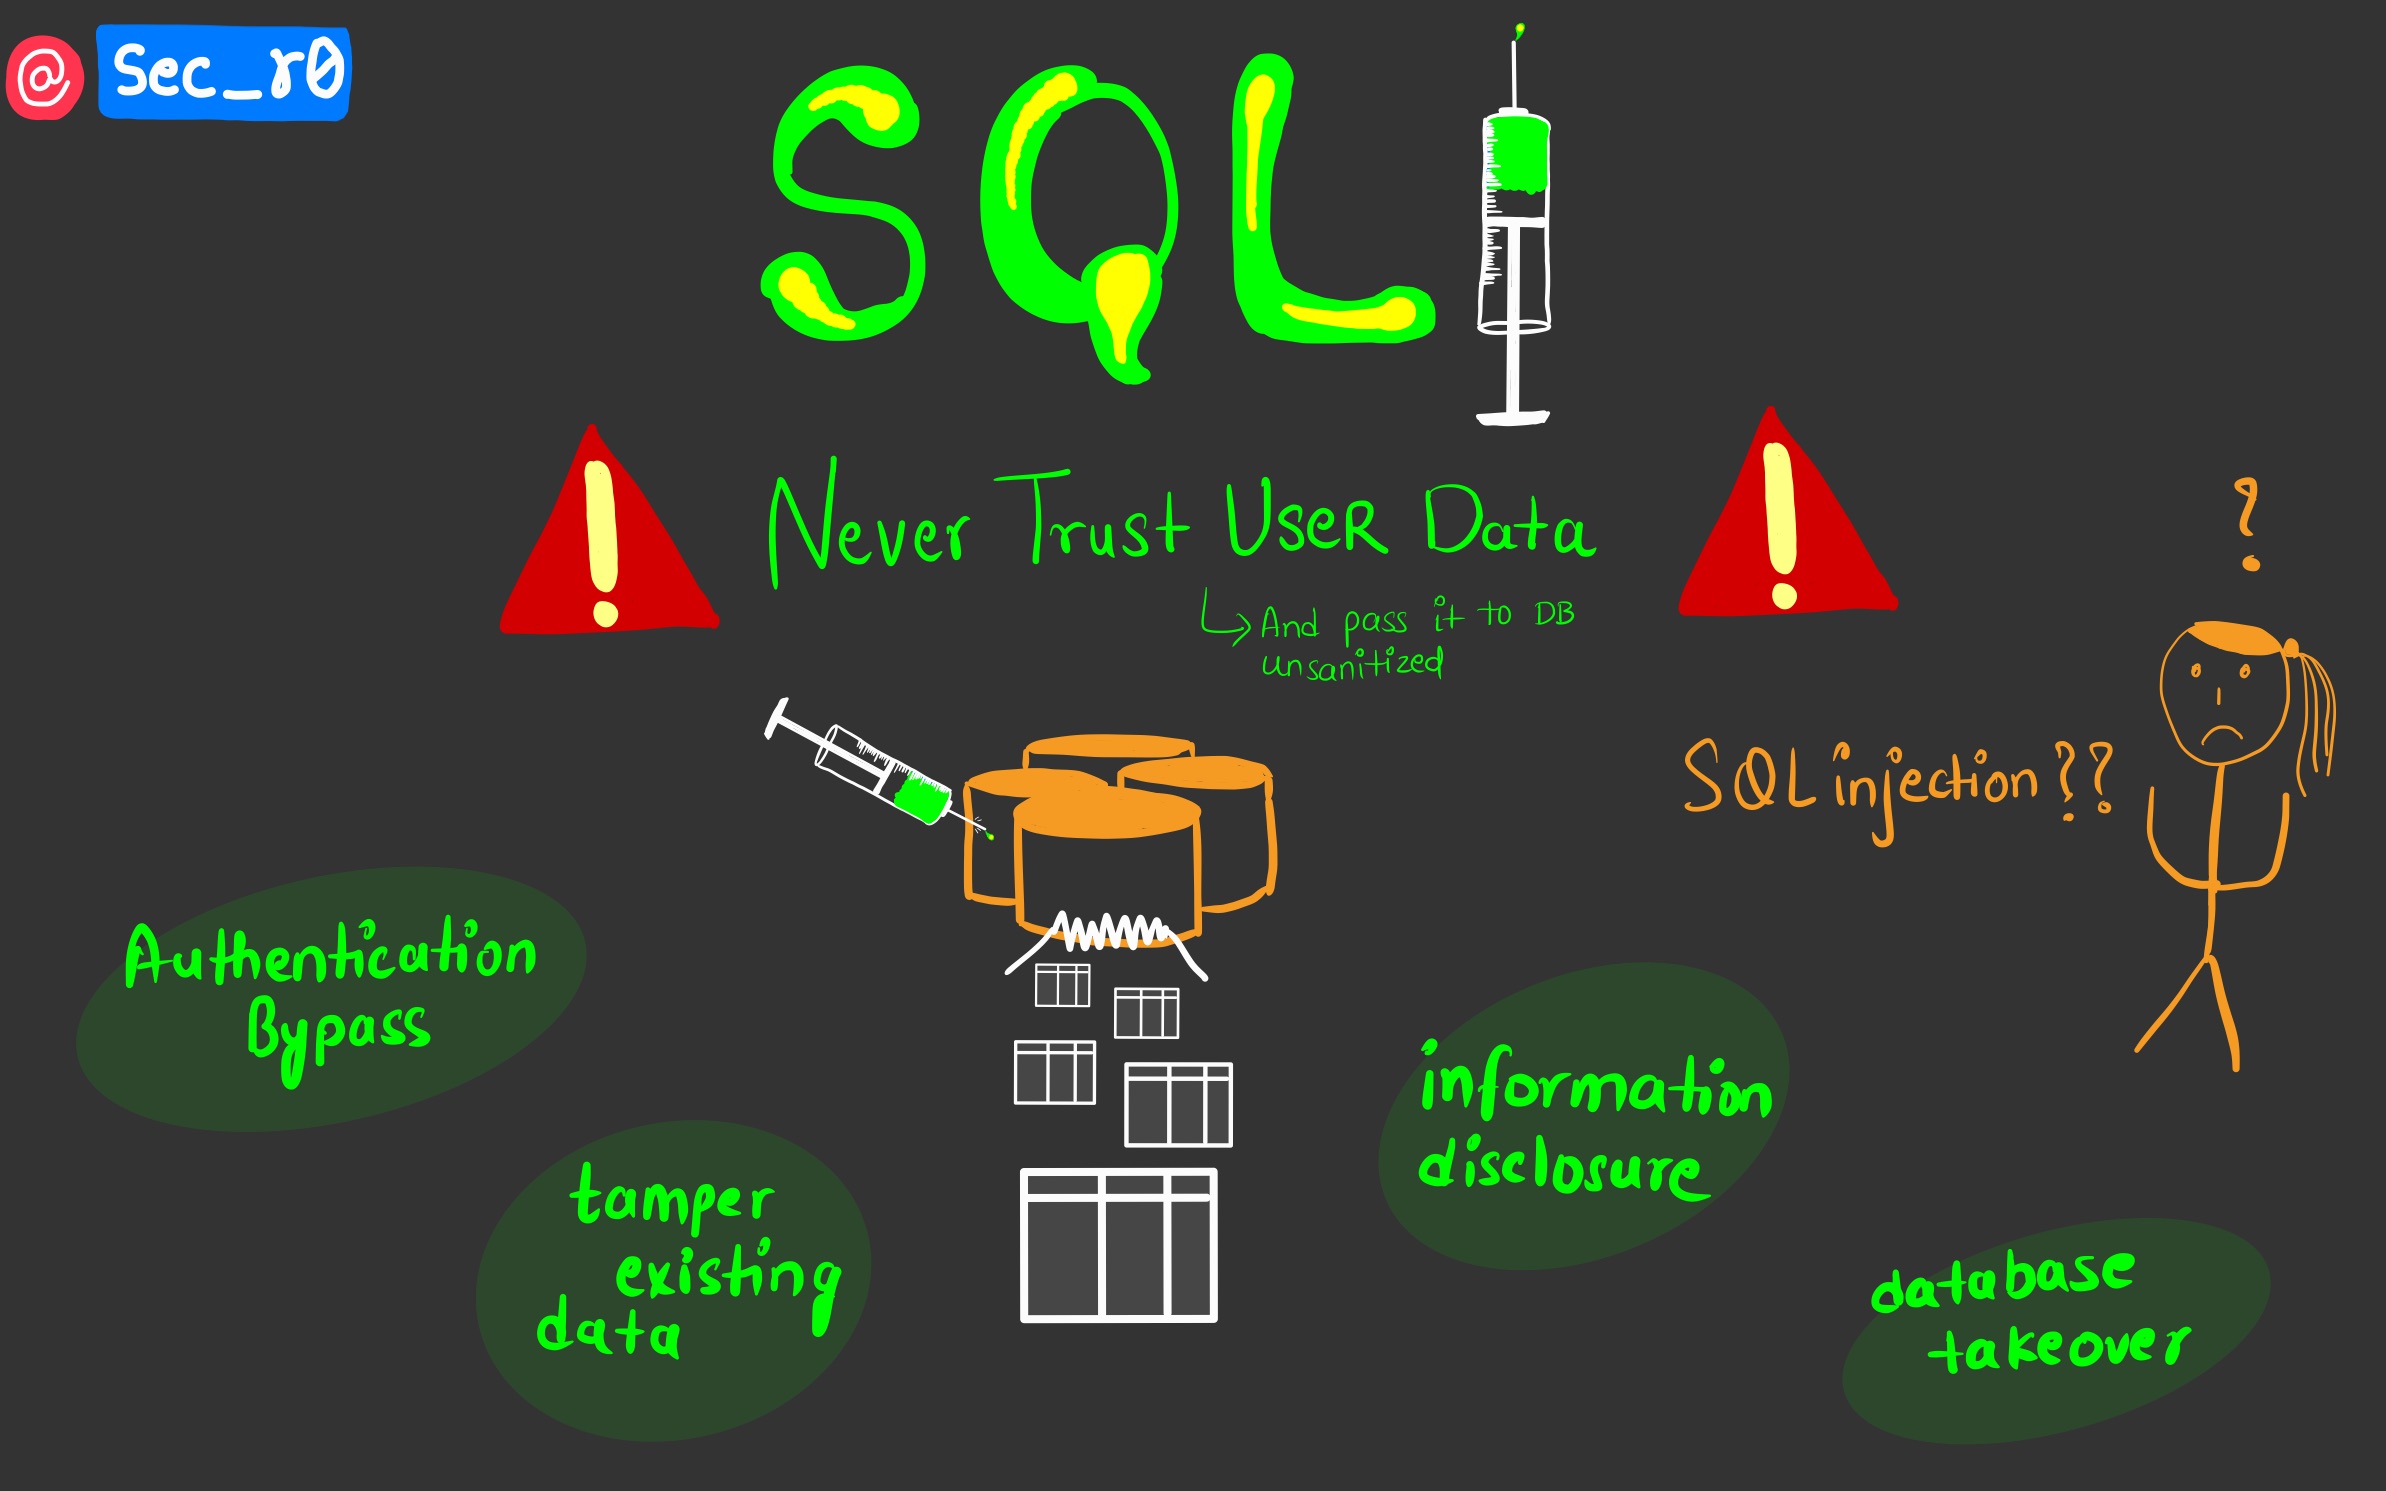 @ Sec_r0
SQL
Never Trust UseR Data
And pass it to DB
unsanitized
SQL injection??
?
Authentication
Bypass
tamper
existing
data
information
disclosure
database
takeover